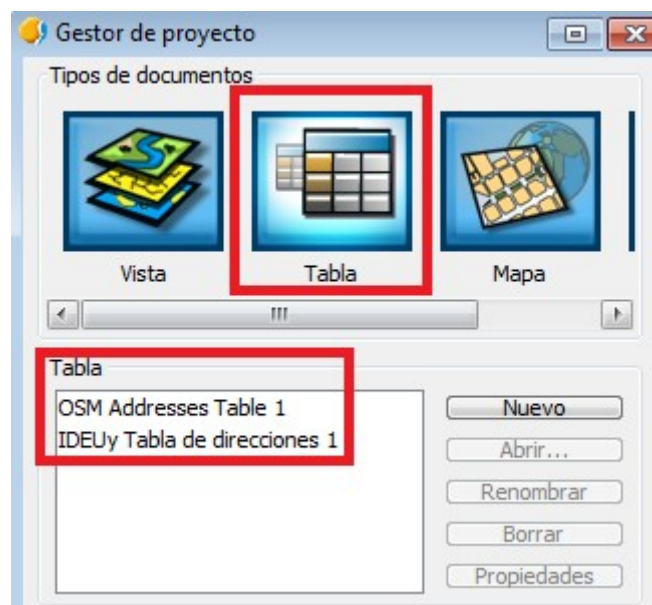 Gestor de proyecto
Tipos de documentos
Vista
Tabla
Mapa
Tabla
OSM Addresses Table 1
IDEUy Tabla de direcciones 1
Nuevo
Abrir...
Renombrar
Borrar
Propiedades